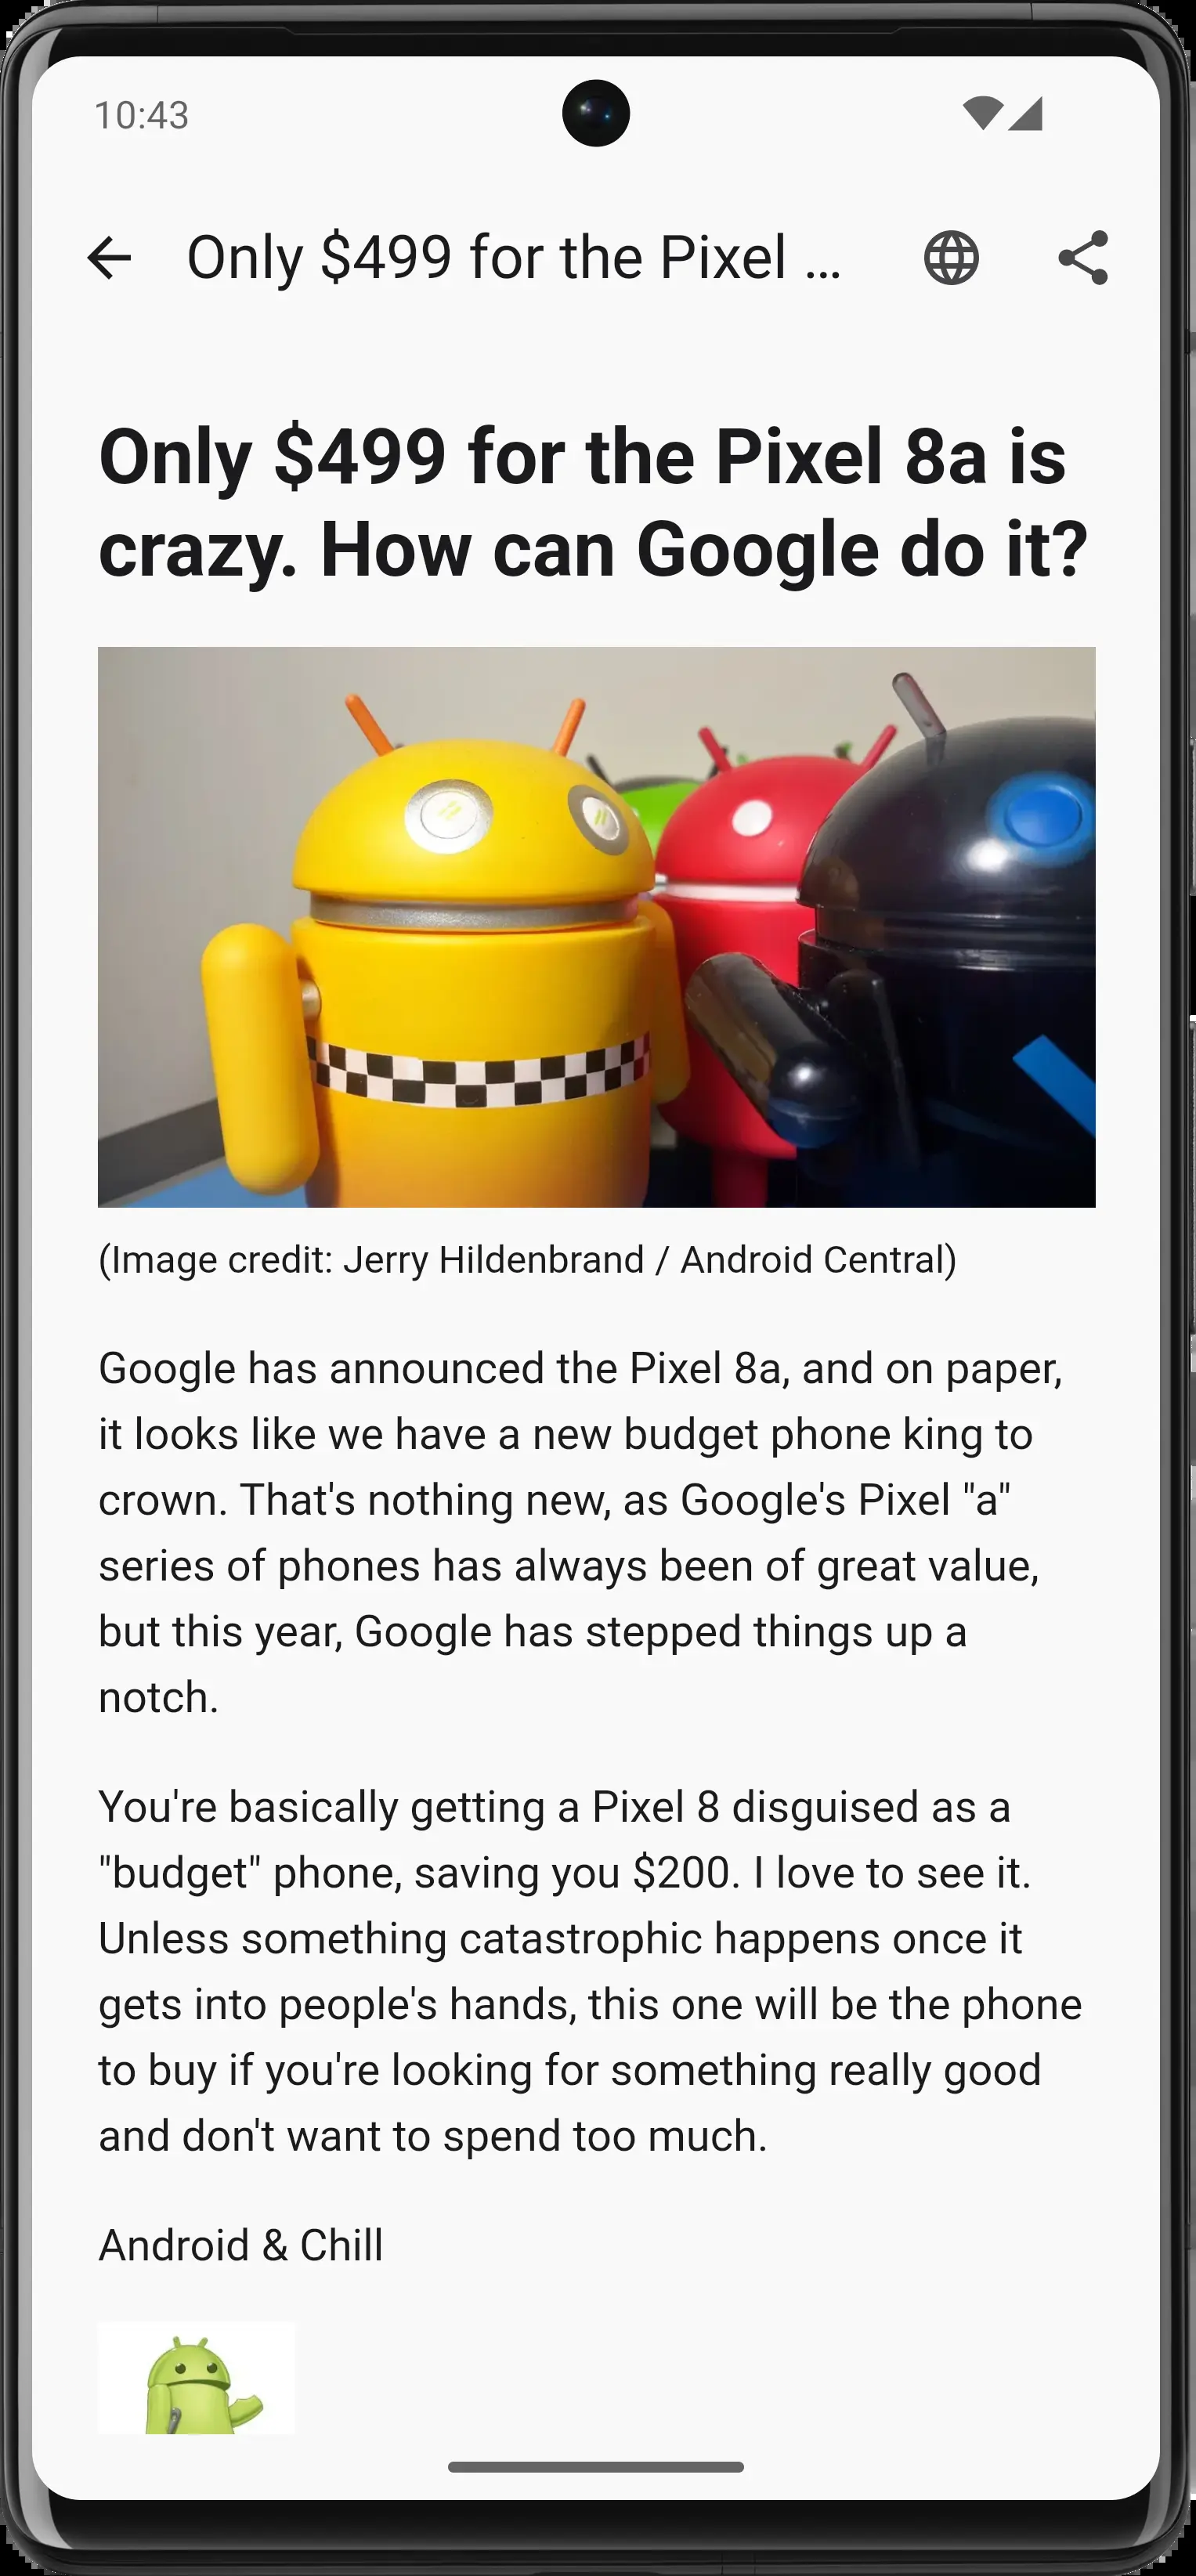 10:43
Only $499 for the Pixel ...
Only $499 for the Pixel 8a is
crazy. How can Google do it?
(Image credit: Jerry Hildenbrand / Android Central)
Google has announced the Pixel 8a, and on paper,
it looks like we have a new budget phone king to
crown. That's nothing new, as Google's Pixel "a"
series of phones has always been of great value,
but this year, Google has stepped things up a
notch.
You're basically getting a Pixel 8 disguised as a
"budget" phone, saving you $200. I love to see it.
Unless something catastrophic happens once it
gets into people's hands, this one will be the phone
to buy if you're looking for something really good
and don't want to spend too much.
Android & Chill